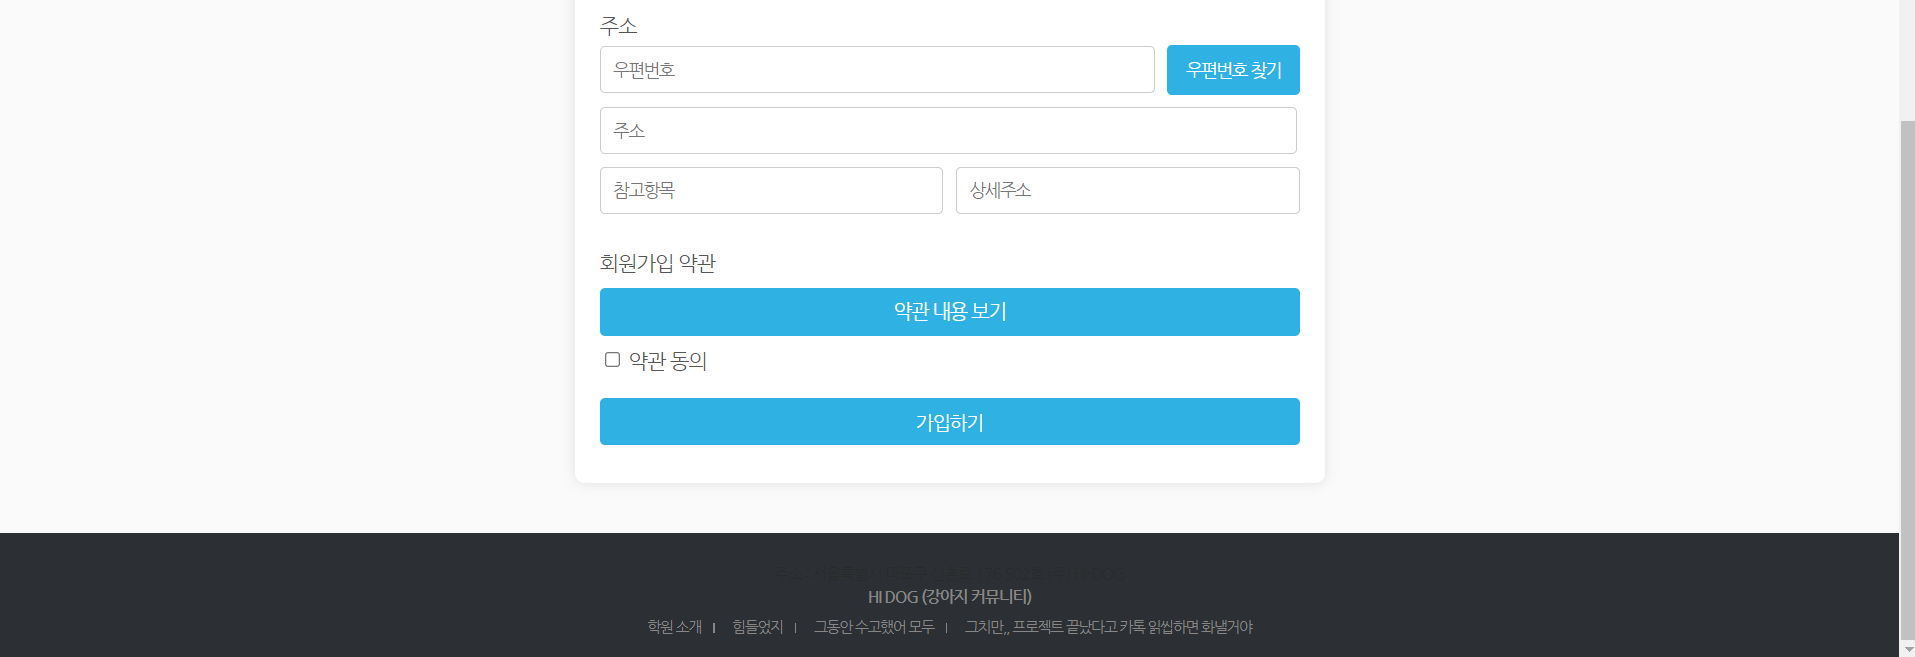 주소
우편번호 우편번호 찾기
주소
참고항목 상세주소
회원가입 약관
약관 내용 보기
약관 동의
가입하기
HI DOG (강아지 커뮤니티)
학원 소개 | 힘들었지 | 그동안 수고했어 모두 | 그치만,, 프로젝트 끝났다고 카톡 읽씹하면 화낼거야